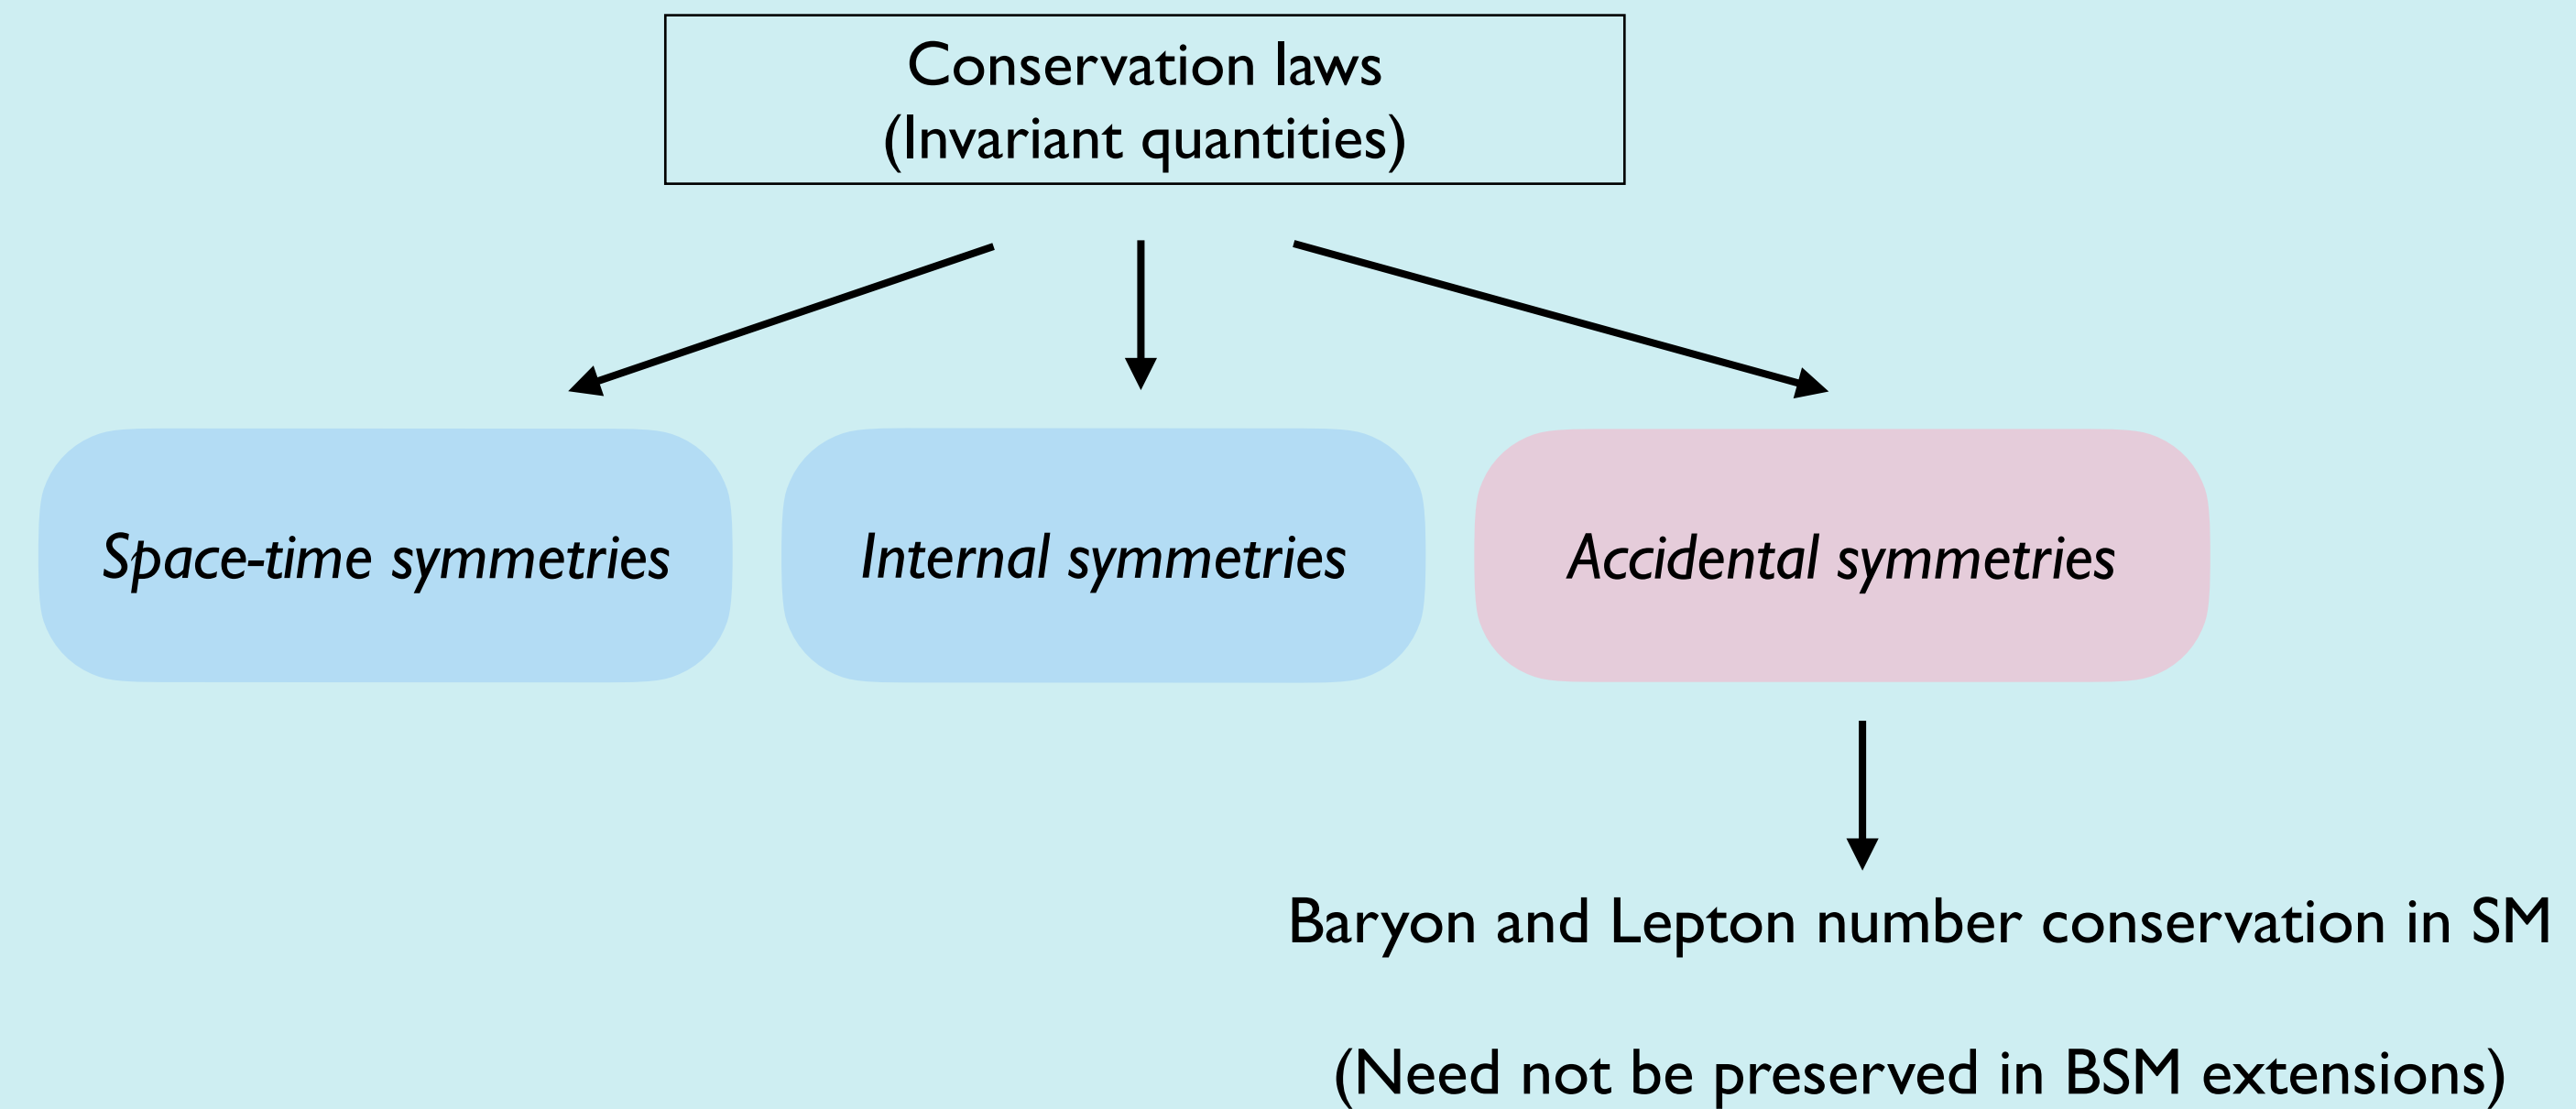 Conservation laws
(Invariant quantities)
Space-time symmetries
Internal symmetries
Accidental symmetries
Baryon and Lepton number conservation in SM
(Need not be preserved in BSM extensions)